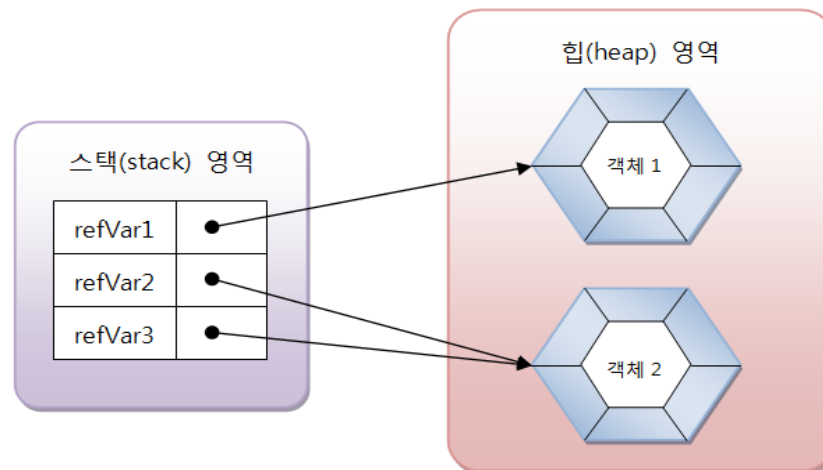 힙(heap) 영역
스택(stack) 영역
객체 1
refVar1
refVar2
refVar3
객체 2